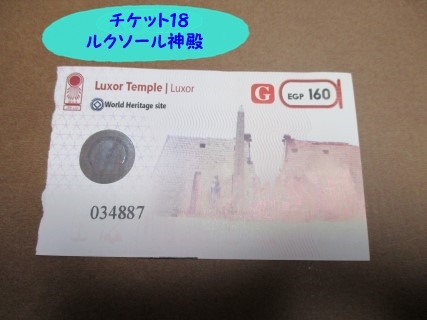 チケット18
ルクソール神殿
Luxor Temple | Luxor
World Heritage site
G
EGP 160
034887